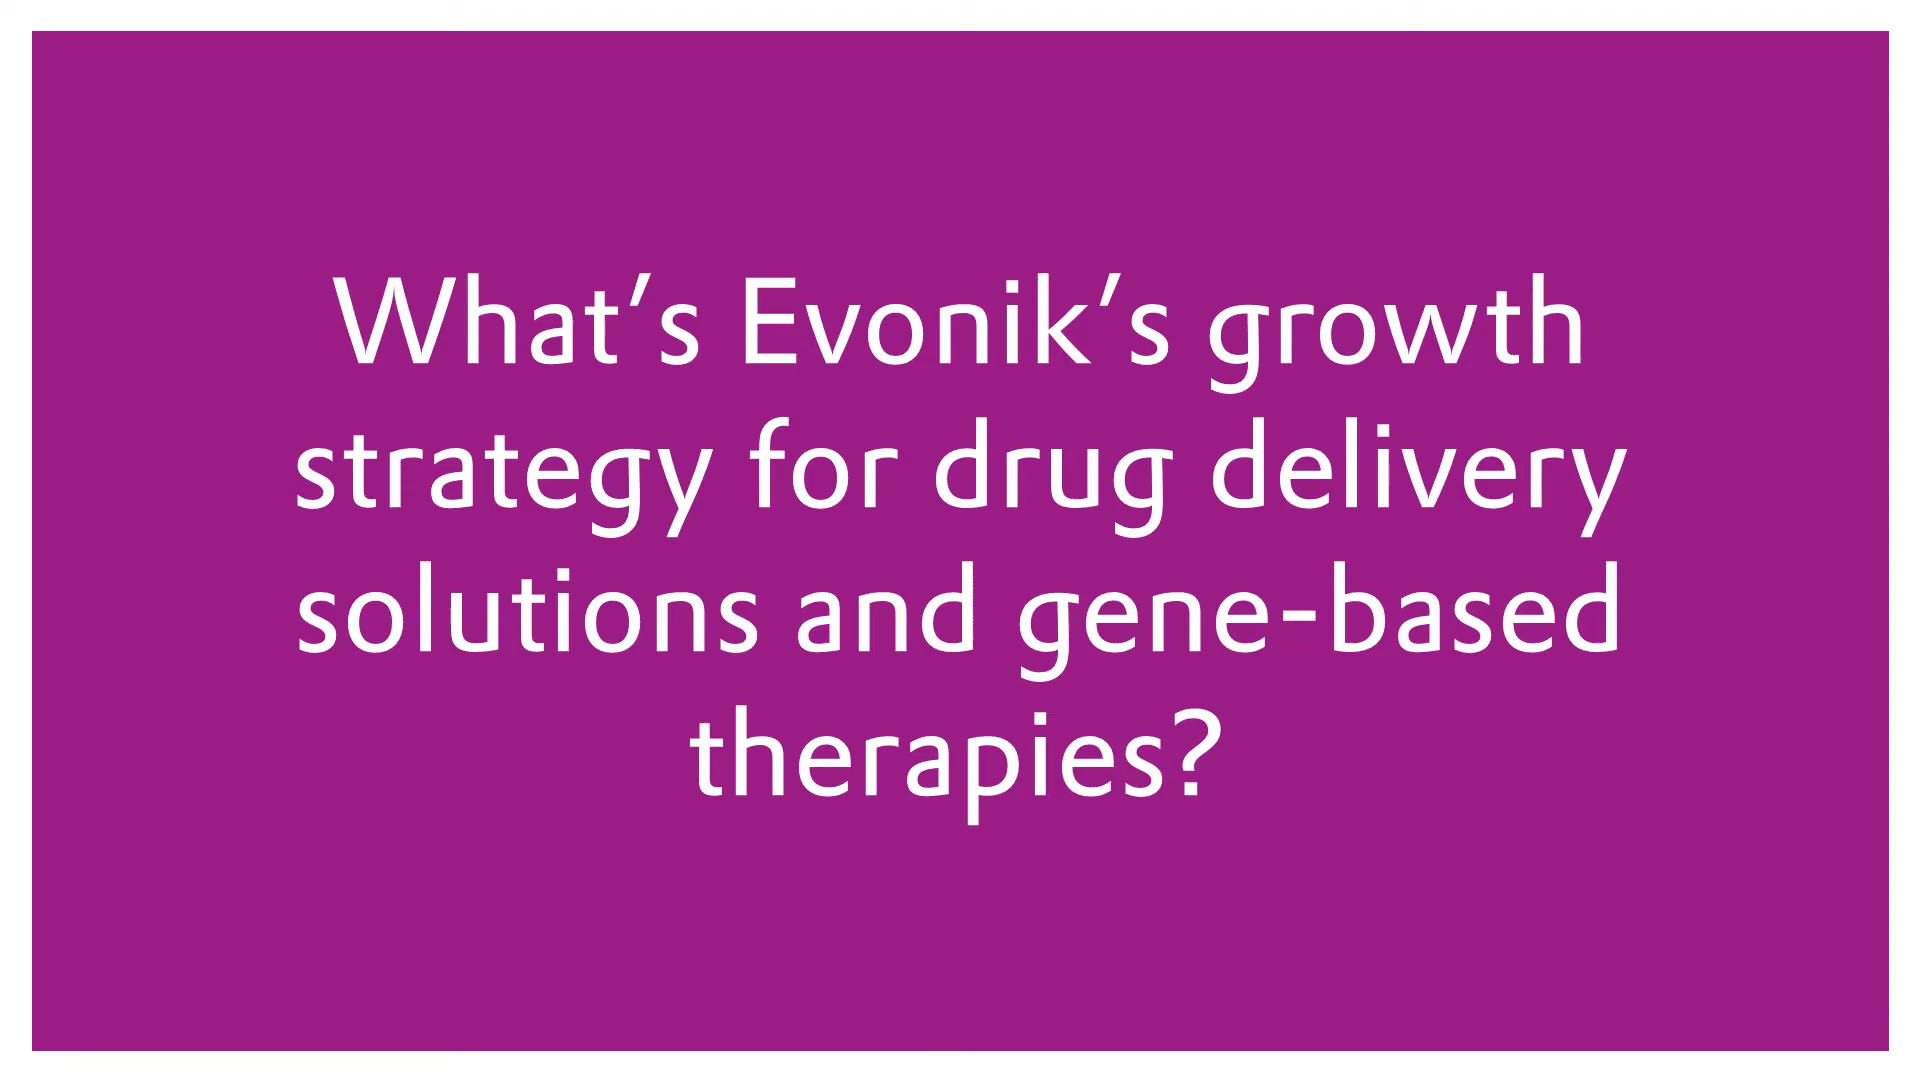 What’s Evonik’s growth
strategy for drug delivery
solutions and gene-based
therapies?